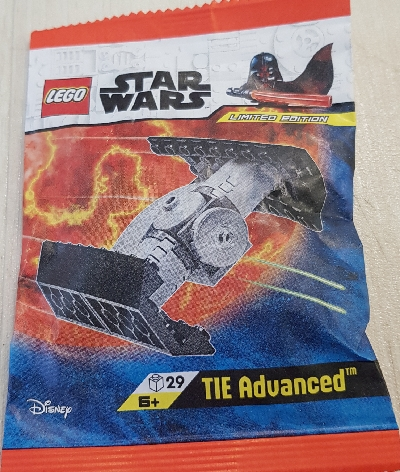 LEGO
STAR
WARS
LIMITED EDITION
29
6+
TIE Advanced™
Disney